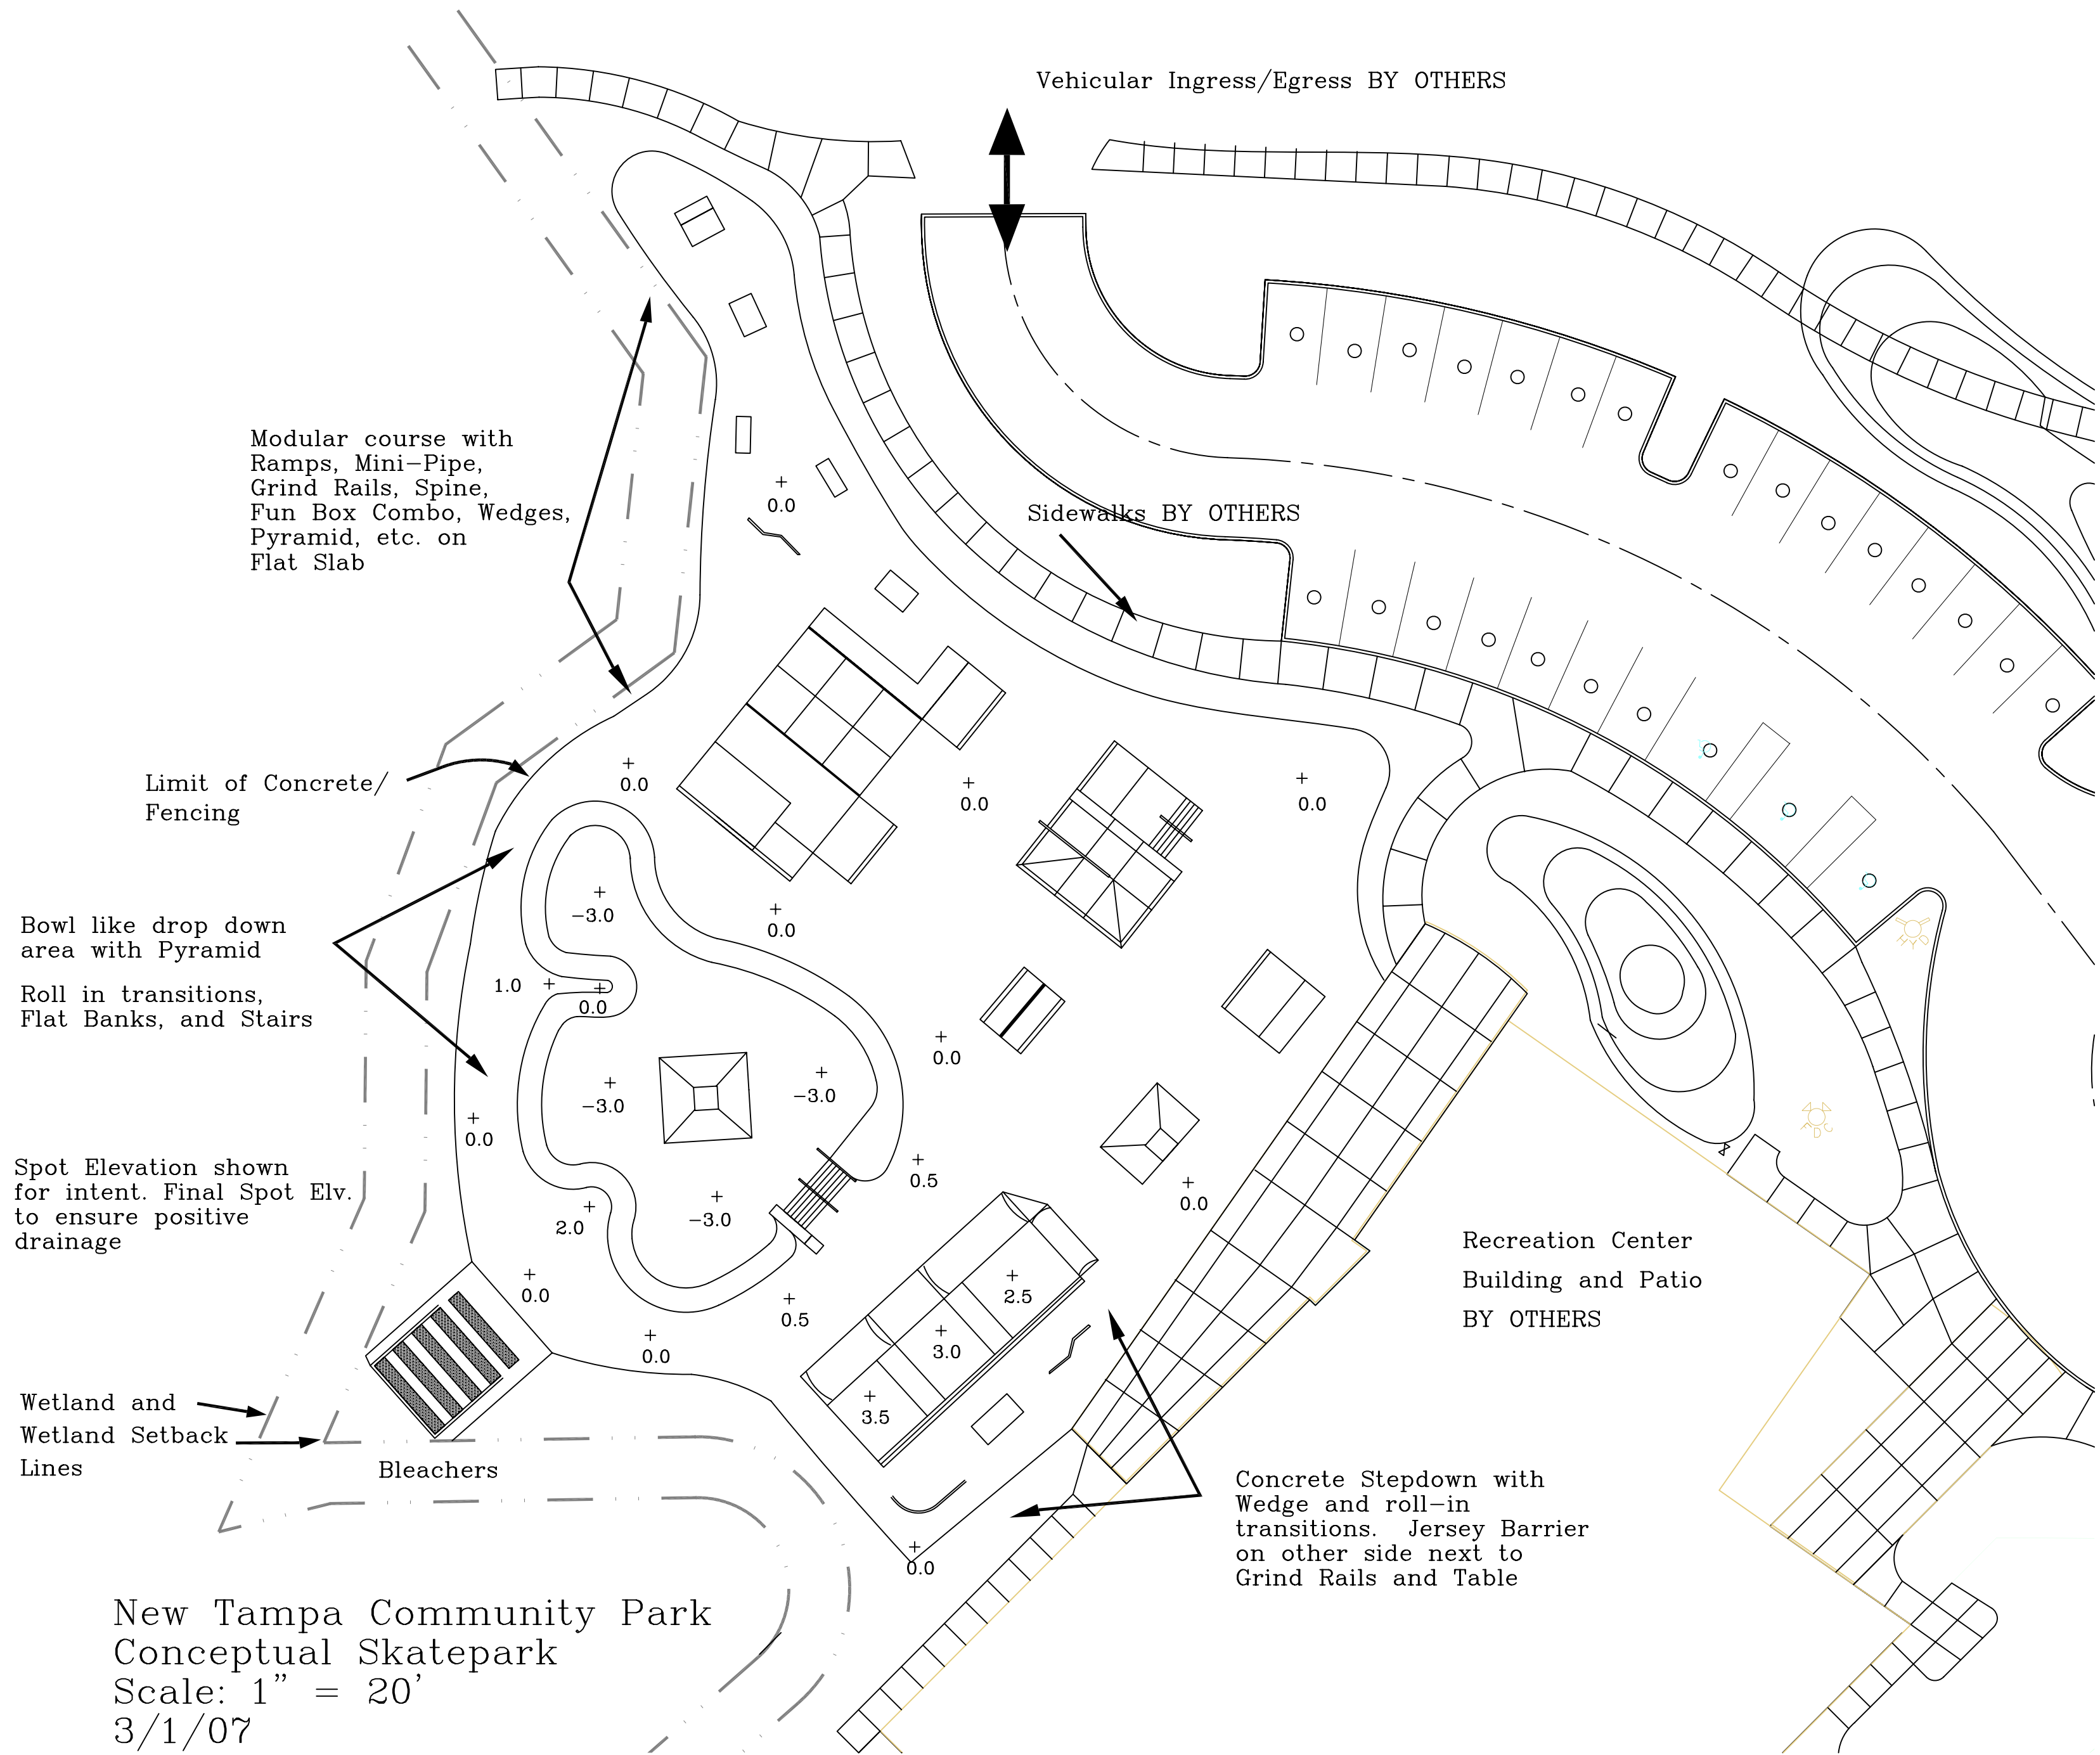 Vehicular Ingress/Egress BY OTHERS
Modular course with
Ramps, Mini-Pipe,
Grind Rails, Spine,
Fun Box Combo, Wedges,
Pyramid, etc. on
Flat Slab
+
0.0
Sidewalks BY OTHERS
Limit of Concrete/
Fencing
+
0.0
+
0.0
+
0.0
Bowl like drop down
area with Pyramid
Roll in transitions,
Flat Banks, and Stairs
+
-3.0
+
0.0
1.0 +
+
0.0
+
0.0
+
-3.0
+
-3.0
+
0.0
HYD
FDC
Spot Elevation shown
for intent. Final Spot Elv.
to ensure positive
drainage
+
2.0
+
-3.0
+
0.5
+
0.0
Recreation Center
Building and Patio
BY OTHERS
+
0.0
+
0.5
+
2.5
+
0.0
+
3.0
+
3.5
Wetland and
Wetland Setback
Lines
Bleachers
Concrete Stepdown with
Wedge and roll-in
transitions. Jersey Barrier
on other side next to
Grind Rails and Table
+
0.0
New Tampa Community Park
Conceptual Skatepark
Scale: 1" = 20'
3/1/07